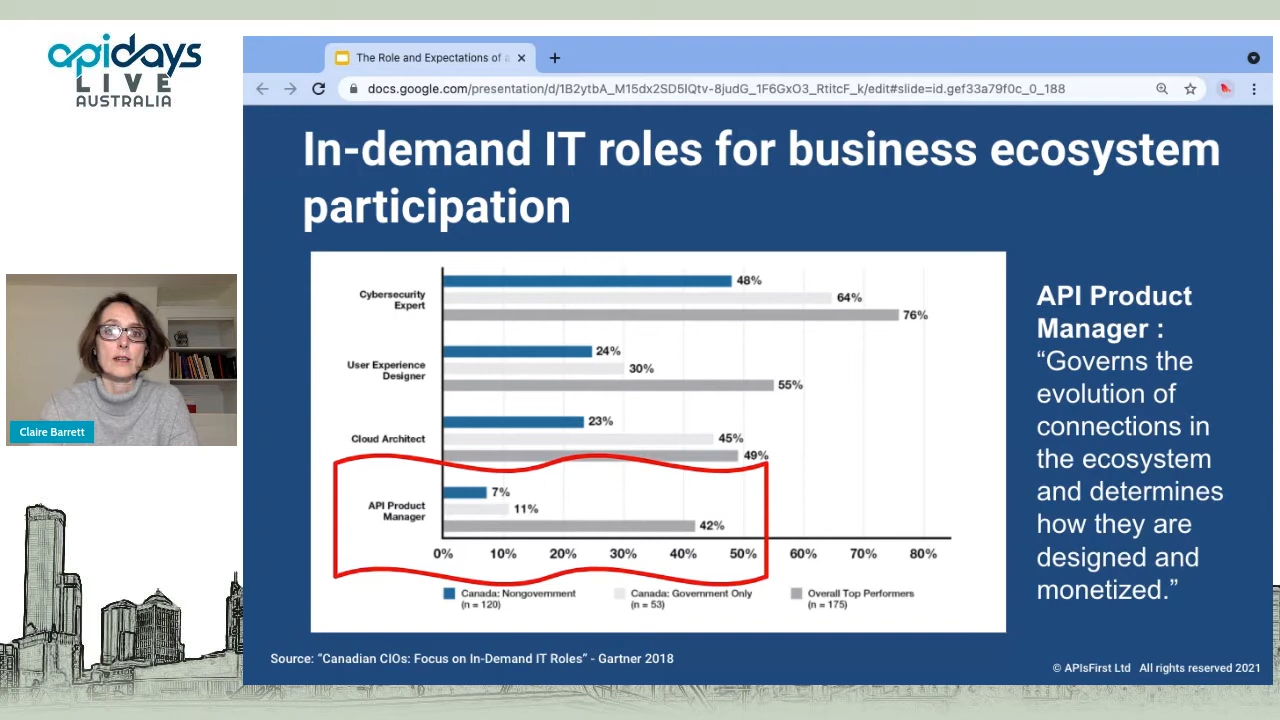 apidays
LIVE
AUSTRALIA
The Role and Expectations of a
docs.google.com/presentation/d/1B2ytbA_M15dx2SD5IQtv-8judG_1F6GxO3_RtitcF_k/edit#slide=id.gef33a79f0c_0_188
In-demand IT roles for business ecosystem
participation
Cybersecurity
Expert
48%
64%
76%
User Experience
Designer
24%
30%
55%
Cloud Architect
23%
45%
49%
API Product
Manager
7%
11%
42%
0% 10% 20% 30% 40% 50% 60% 70% 80%
Canada: Nongovernment
(n = 120)
Canada: Government Only
(n = 53)
Overall Top Performers
(n = 175)
API Product
Manager :
“Governs the
evolution of
connections in
the ecosystem
and determines
how they are
designed and
monetized.”
Claire Barrett
Source: “Canadian CIOs: Focus on In-Demand IT Roles” - Gartner 2018
© APIsFirst Ltd All rights reserved 2021